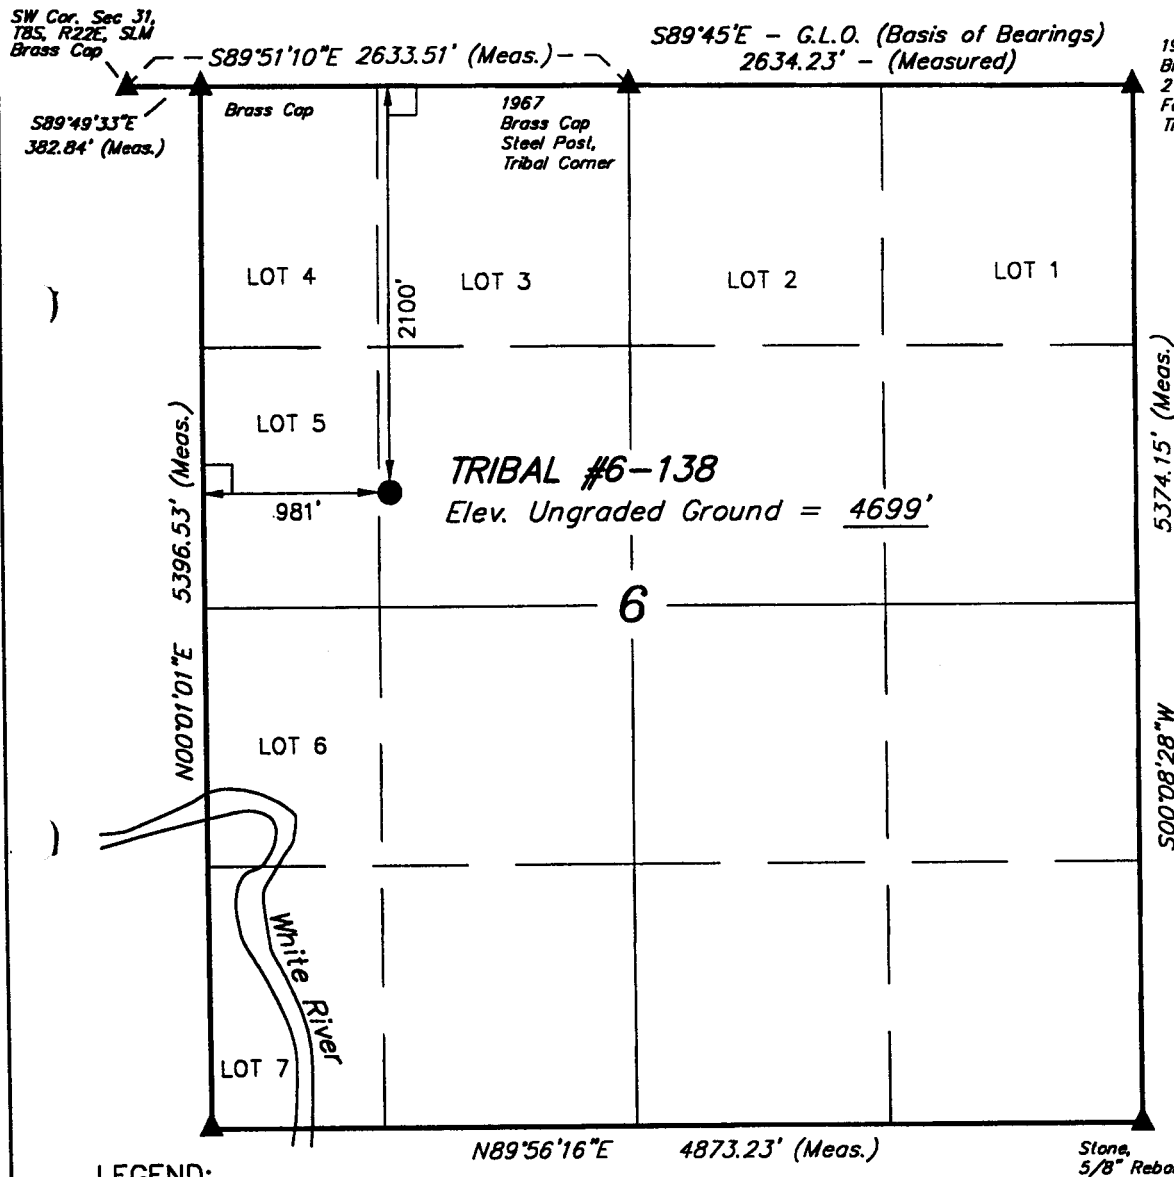 SW Cor. Sec 31,
T8S, R22E, SLM
Brass Cap
S89°51'10"E 2633.51' (Meas.)
S89°45'E - G.L.O. (Basis of Bearings)
2634.23' - (Measured)
S89°49'33"E
382.84' (Meas.)
Brass Cap
1967
Brass Cap
Steel Post,
Tribal Corner
LOT 4
LOT 3
LOT 2
LOT 1
2100'
LOT 5
TRIBAL #6-138
Elev. Ungraded Ground = 4699'
981'
N00°01'01"E 5396.53' (Meas.)
S00°08'28"W 5374.15' (Meas.)
6
LOT 6
White River
LOT 7
N89°56'16"E 4873.23' (Meas.)
Stone,
5/8"
LEGEND: